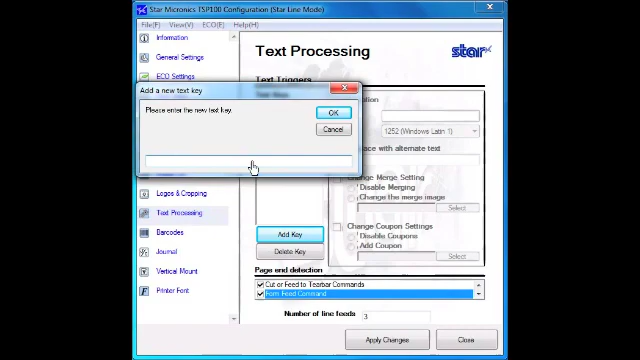 Star Micronics TSP100 Configuration (Star Line Mode)
File(F) View(V) ECO(E) Help(H)
Information
General Settings
ECO Settings
Text Processing
star
Text Triggers
Add a new text key
Please enter the new text key.
OK
Cancel
1252 (Windows Latin 1)
place with alternate text
Change Merge Setting
Disable Merging
Change the merge image
Select
Change Coupon Settings
Disable Coupons
Add Coupon
Select
Logos & Cropping
Text Processing
Barcodes
Journal
Vertical Mount
Printer Font
Add Key
Delete Key
Page end detection
Cut or Feed to Tearbar Commands
Form Feed Command
Number of line feeds 3
Apply Changes
Close